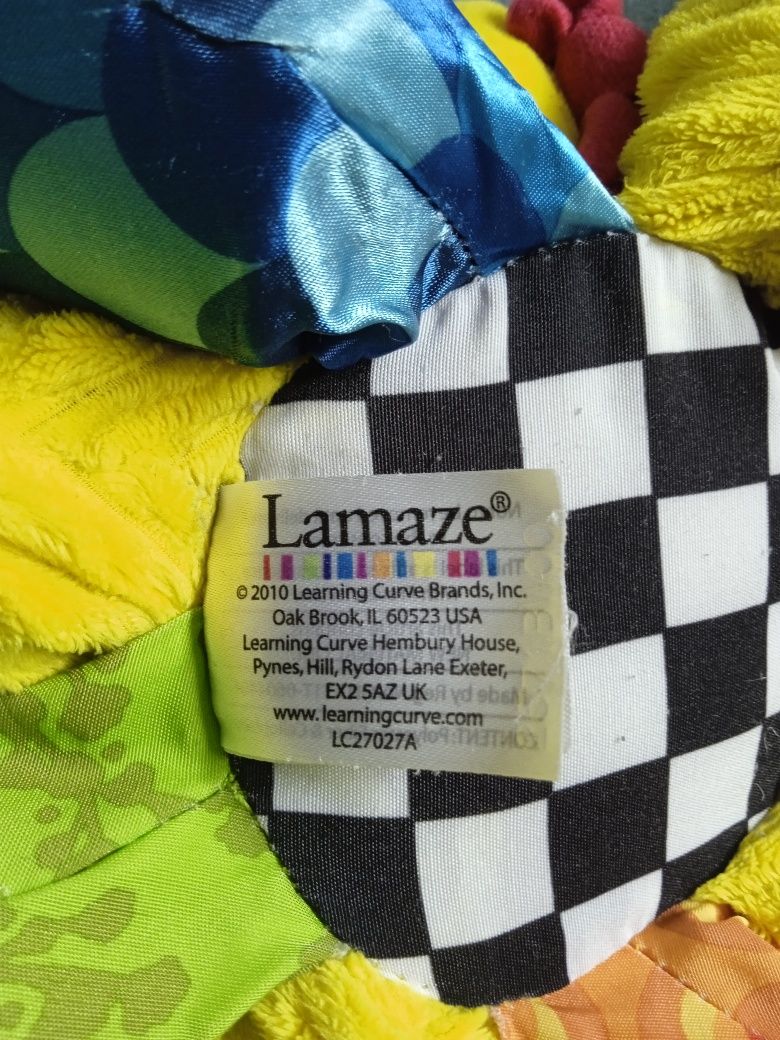 Lamaze®
© 2010 Learning Curve Brands, Inc.
Oak Brook, IL 60523 USA
Learning Curve Hembury House,
Pynes, Hill, Rydon Lane Exeter,
EX2 5AZ UK
www.learningcurve.com
LC27027A